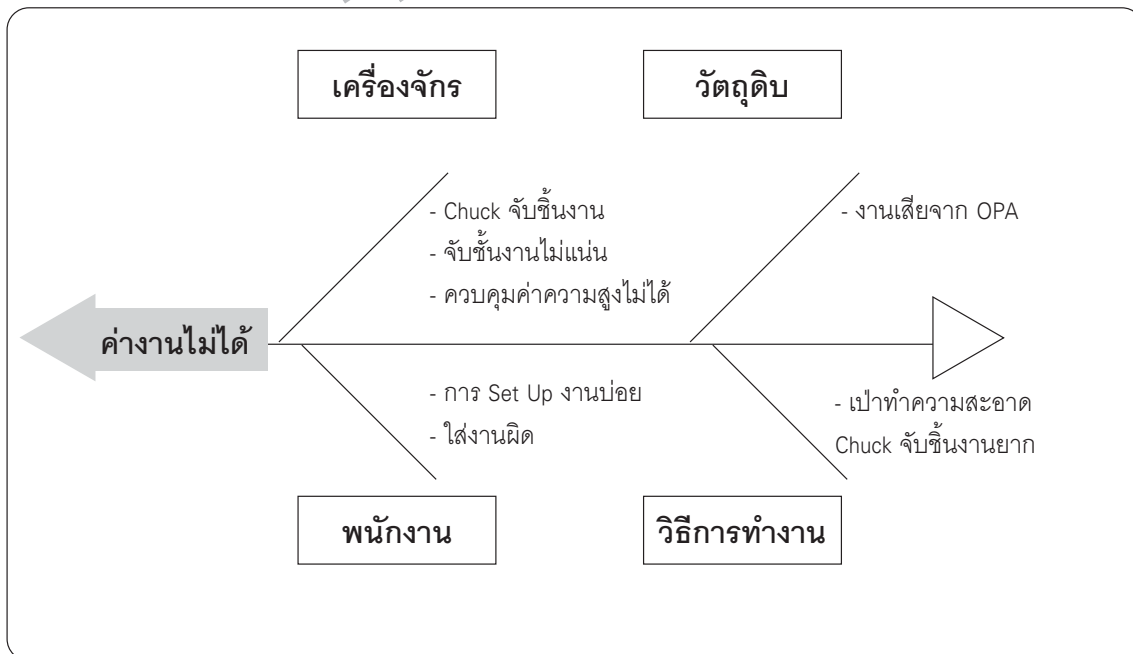 เครื่องจักร
วัตถุดิบ
- Chuck จับชิ้นงาน
- จับชั้นงานไม่แน่น
- ควบคุมค่าความสูงไม่ได้
- งานเสียจาก OPA
ค่างานไม่ได้
- การ Set Up งานบ่อย
- ใส่งานผิด
- เป่าทำความสะอาด
Chuck จับชิ้นงานยาก
พนักงาน
วิธีการทำงาน